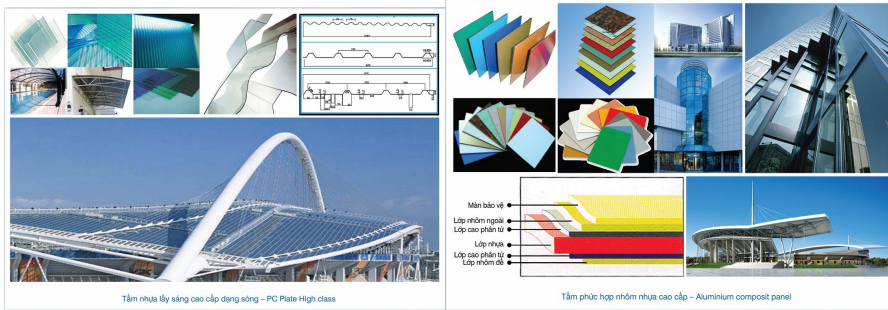 Tấm nhựa lấy sáng cao cấp dạng sóng – PC Plate High class
Màn bảo vệ
Lớp nhôm ngoài
Lớp cao phân tử
Lớp nhựa
Lớp cao phân tử
Lớp nhôm đế
Tấm phức hợp nhôm nhựa cao cấp – Aluminium composit panel